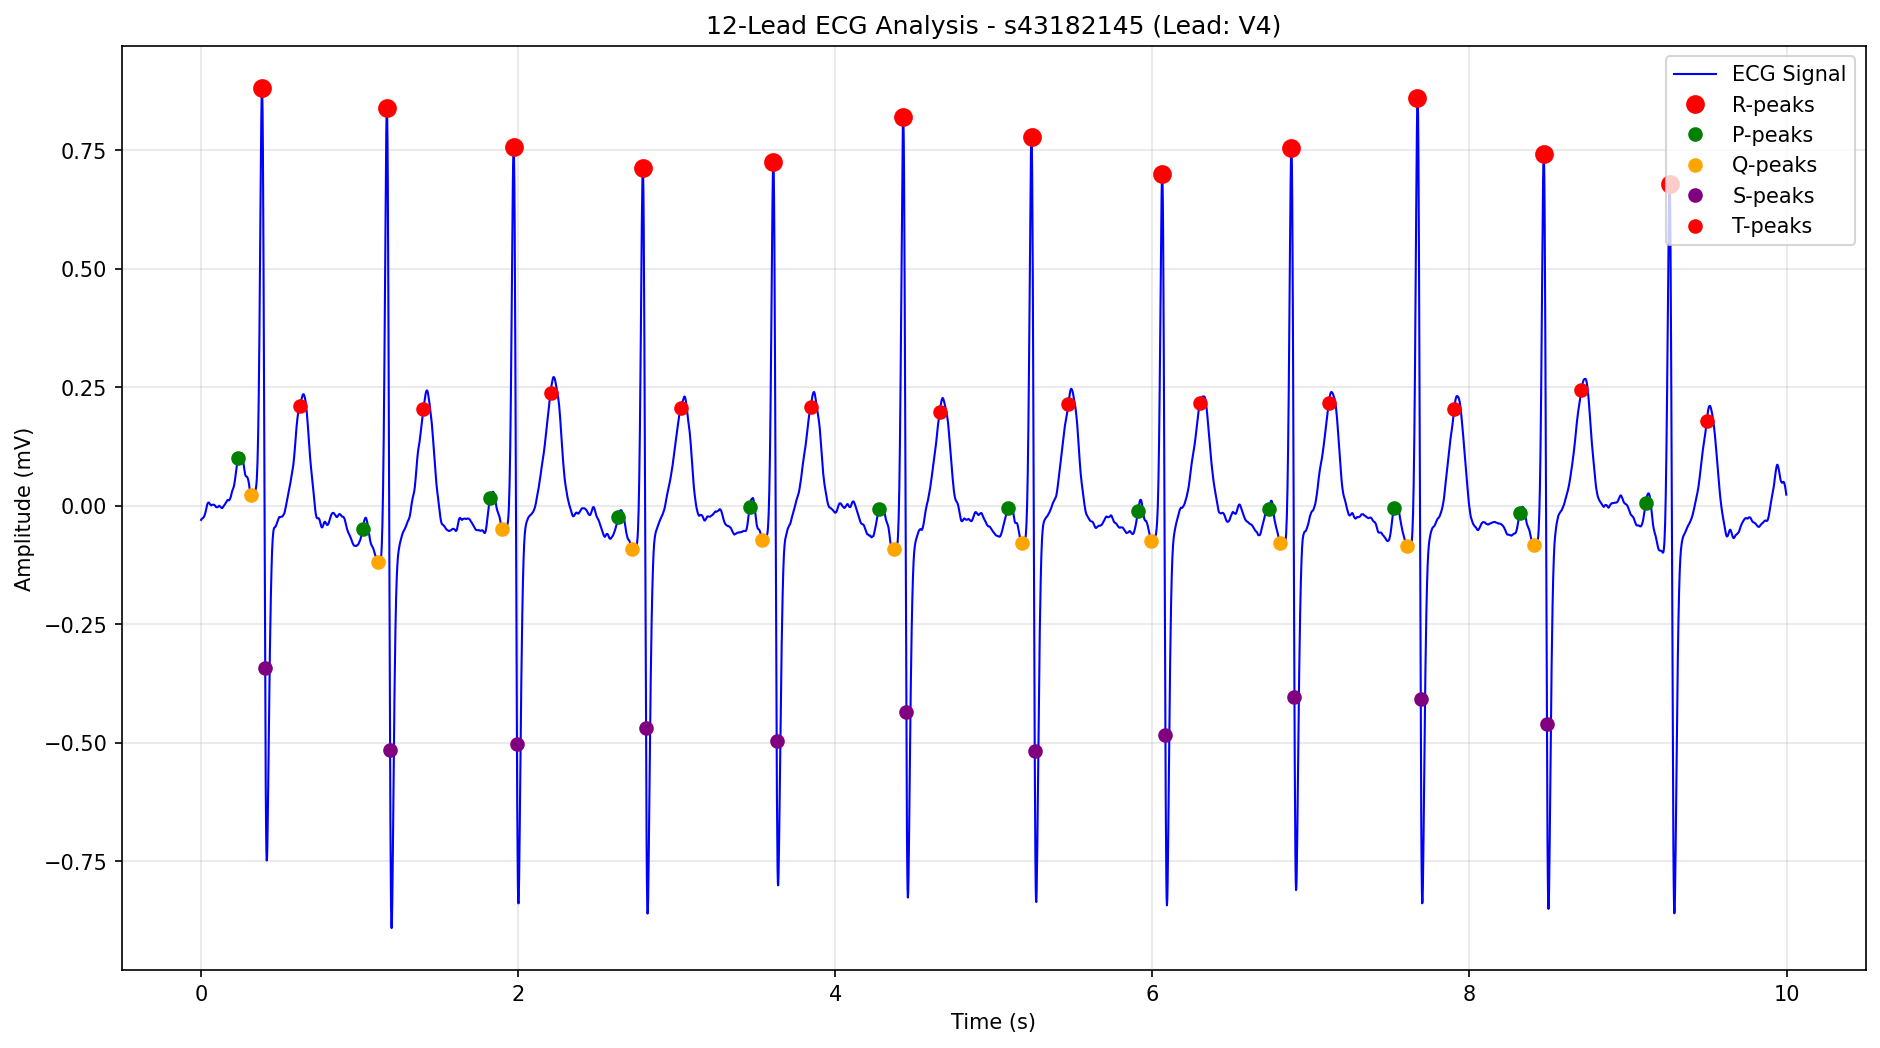 12-Lead ECG Analysis - s43182145 (Lead: V4)
ECG Signal
R-peaks
P-peaks
Q-peaks
S-peaks
T-peaks
0.75
0.50
0.25
0.00
−0.25
−0.50
−0.75
Amplitude (mV)
0 2 4 6 8 10
Time (s)